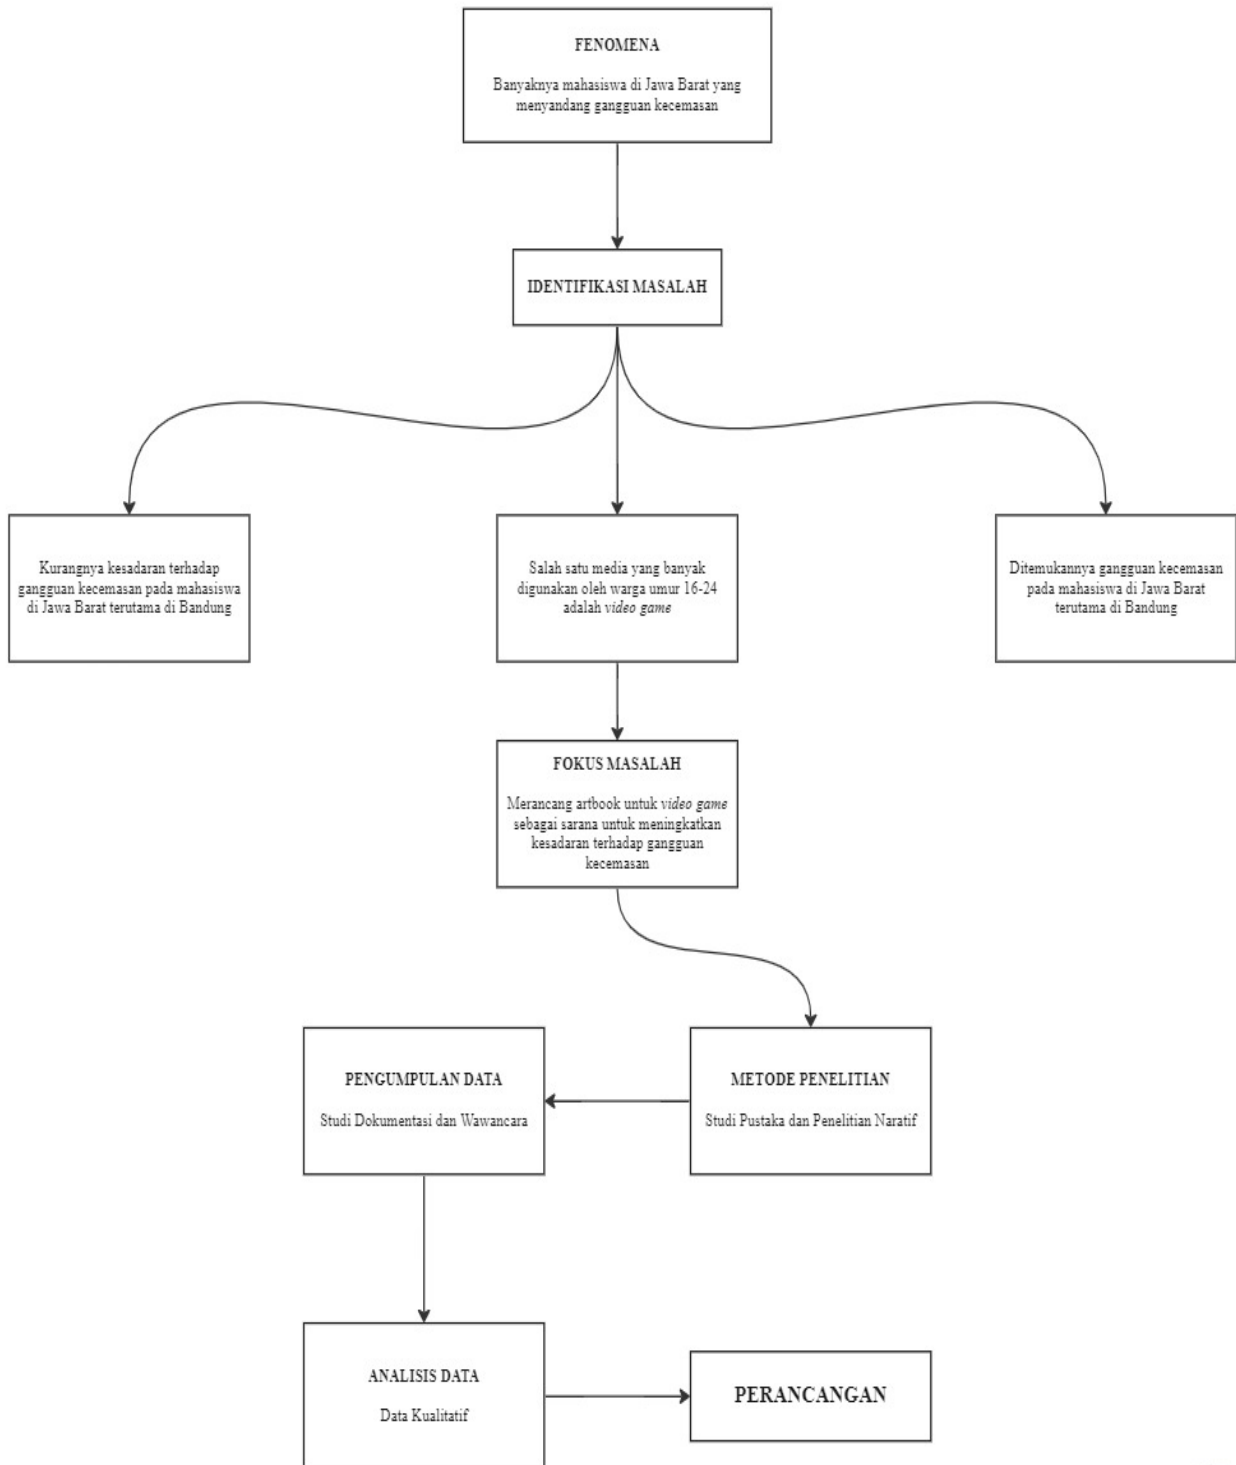 FENOMENA
Banyaknya mahasiswa di Jawa Barat yang
menyandang gangguan kecemasan
IDENTIFIKASI MASALAH
Kurangnya kesadaran terhadap
gangguan kecemasan pada mahasiswa
di Jawa Barat terutama di Bandung
Salah satu media yang banyak
digunakan oleh warga umur 16-24
adalah video game
Ditemukannya gangguan kecemasan
pada mahasiswa di Jawa Barat
terutama di Bandung
FOKUS MASALAH
Merancang artbook untuk video game
sebagai sarana untuk meningkatkan
kesadaran terhadap gangguan
kecemasan
METODE PENELITIAN
Studi Pustaka dan Penelitian Naratif
PENGUMPULAN DATA
Studi Dokumentasi dan Wawancara
ANALISIS DATA
Data Kualitatif
PERANCANGAN